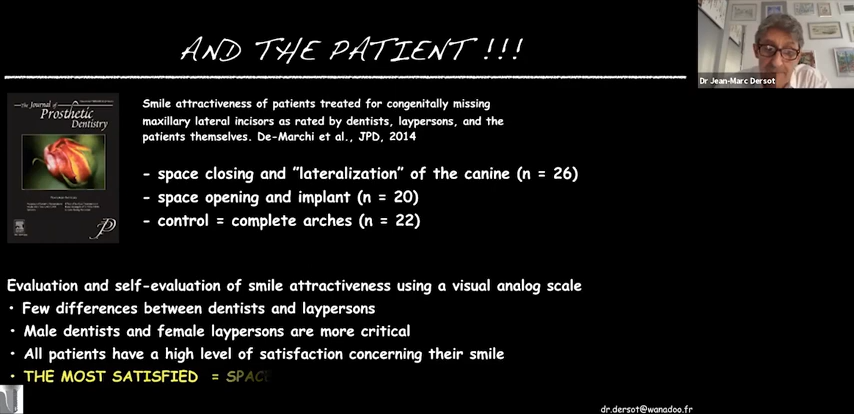 AND THE PATIENT !!!
Dr Jean-Marc Dersot
The Journal of
Prosthetic
Dentistry
Smile attractiveness of patients treated for congenitally missing
maxillary lateral incisors as rated by dentists, laypersons, and the
patients themselves. De-Marchi et al., JPD, 2014
- space closing and "lateralization" of the canine (n = 26)
- space opening and implant (n = 20)
- control = complete arches (n = 22)
Evaluation and self-evaluation of smile attractiveness using a visual analog scale
• Few differences between dentists and laypersons
• Male dentists and female laypersons are more critical
• All patients have a high level of satisfaction concerning their smile
• THE MOST SATISFIED = SPACE
dr.dersot@wanadoo.fr